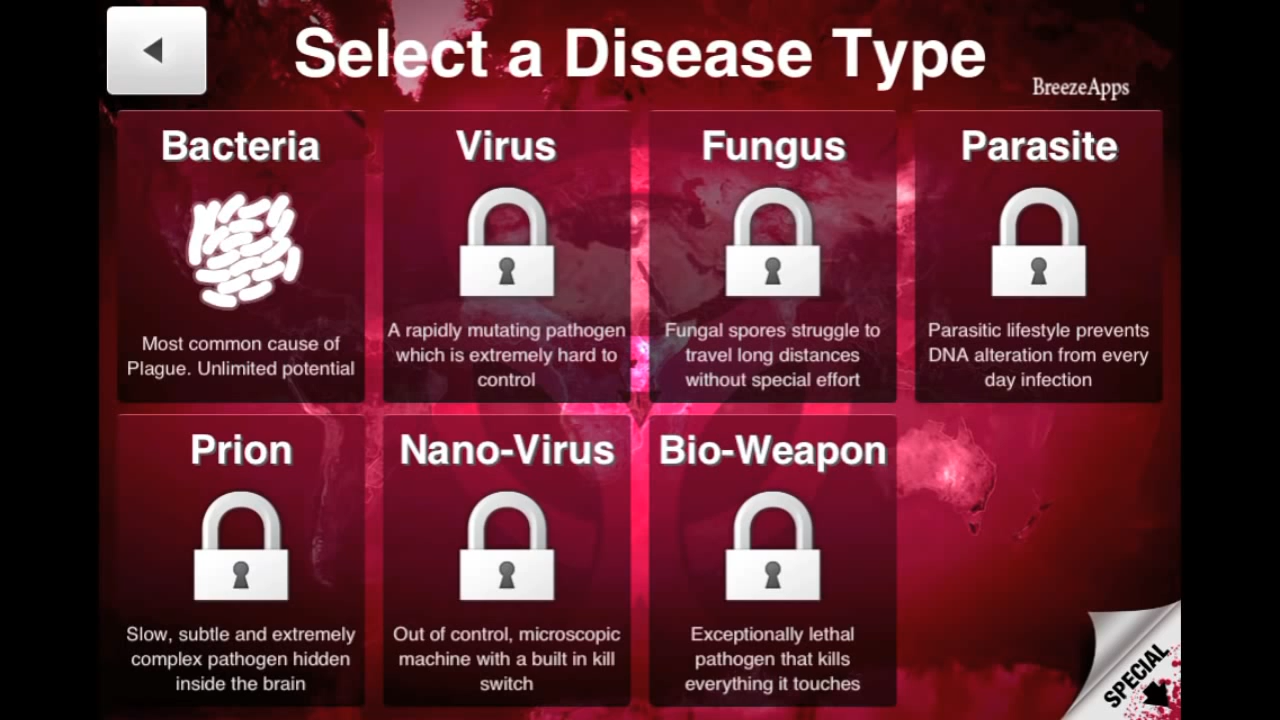 Select a Disease Type
BreezeApps
Bacteria
Most common cause of
Plague. Unlimited potential
Virus
A rapidly mutating pathogen
which is extremely hard to
control
Fungus
Fungal spores struggle to
travel long distances
without special effort
Parasite
Parasitic lifestyle prevents
DNA alteration from every
day infection
Prion
Slow, subtle and extremely
complex pathogen hidden
inside the brain
Nano-Virus
Out of control, microscopic
machine with a built in kill
switch
Bio-Weapon
Exceptionally lethal
pathogen that kills
everything it touches
SPECIAL